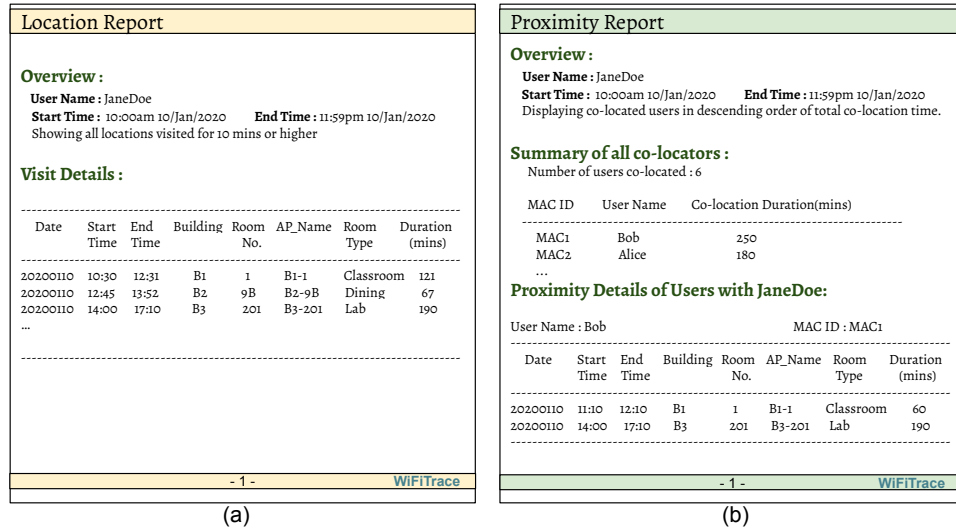 Location Report
Overview :
User Name : JaneDoe
Start Time : 10:00am 10/Jan/2020 End Time : 11:59pm 10/Jan/2020
Showing all locations visited for 10 mins or higher
Visit Details :
Date Start Time End Time Building Room No. AP_Name Room Type Duration (mins)
20200110 10:30 12:31 B1 1 B1-1 Classroom 121
20200110 12:45 13:52 B2 9B B2-9B Dining 67
20200110 14:00 17:10 B3 201 B3-201 Lab 190
...
- 1 - WiFiTrace
(a)
Proximity Report
Overview :
User Name : JaneDoe
Start Time : 10:00am 10/Jan/2020 End Time : 11:59pm 10/Jan/2020
Displaying co-located users in descending order of total co-location time.
Summary of all co-locators :
Number of users co-located : 6
MAC ID User Name Co-location Duration(mins)
MAC1 Bob 250
MAC2 Alice 180
...
Proximity Details of Users with JaneDoe:
User Name : Bob MAC ID : MAC1
Date Start Time End Time Building Room No. AP_Name Room Type Duration (mins)
20200110 11:10 12:10 B1 1 B1-1 Classroom 60
20200110 14:00 17:10 B3 201 B3-201 Lab 190
- 1 - WiFiTrace
(b)